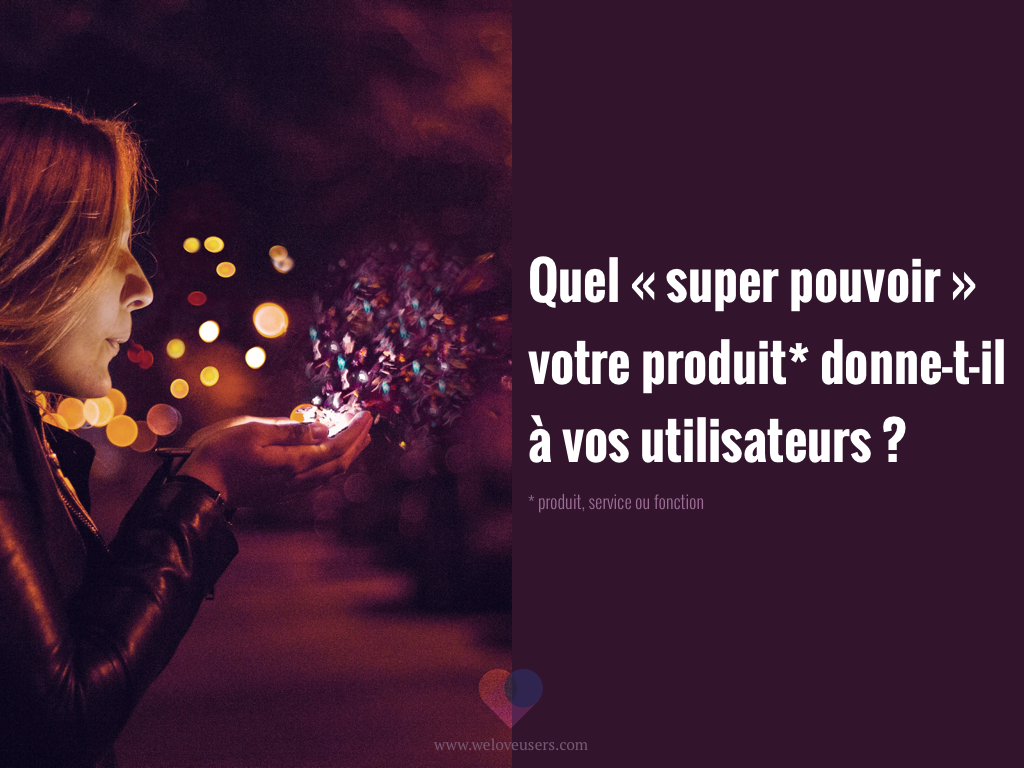 Quel « super pouvoir »
votre produit* donne-t-il
à vos utilisateurs ?
* produit, service ou fonction
www.weloveusers.com